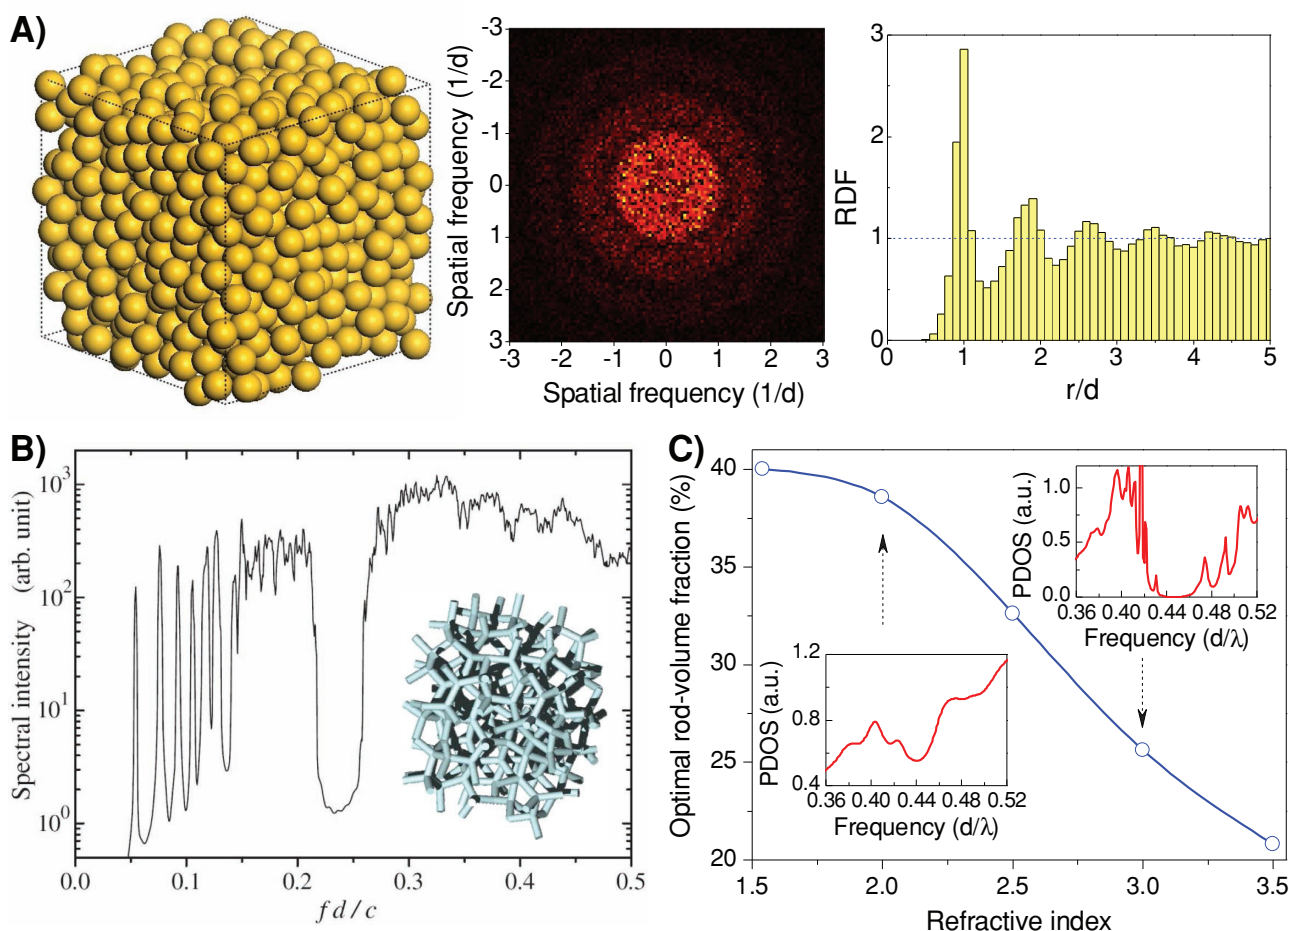 A)
-3
-2
-1
0
1
2
3
Spatial frequency (1/d)
-3 -2 -1 0 1 2 3
Spatial frequency (1/d)
3
2
1
0
RDF
0 1 2 3 4 5
r/d
B)
10³
10²
10¹
10⁰
Spectral intensity (arb. unit)
0.0 0.1 0.2 0.3 0.4 0.5
f d / c
C)
40
35
30
25
20
Optimal rod-volume fraction (%)
1.5 2.0 2.5 3.0 3.5
Refractive index
1.0
0.5
0.0
PDOS (a.u.)
0.36 0.40 0.44 0.48 0.52
Frequency (d/λ)
1.2
0.8
0.4
PDOS (a.u.)
0.36 0.40 0.44 0.48 0.52
Frequency (d/λ)